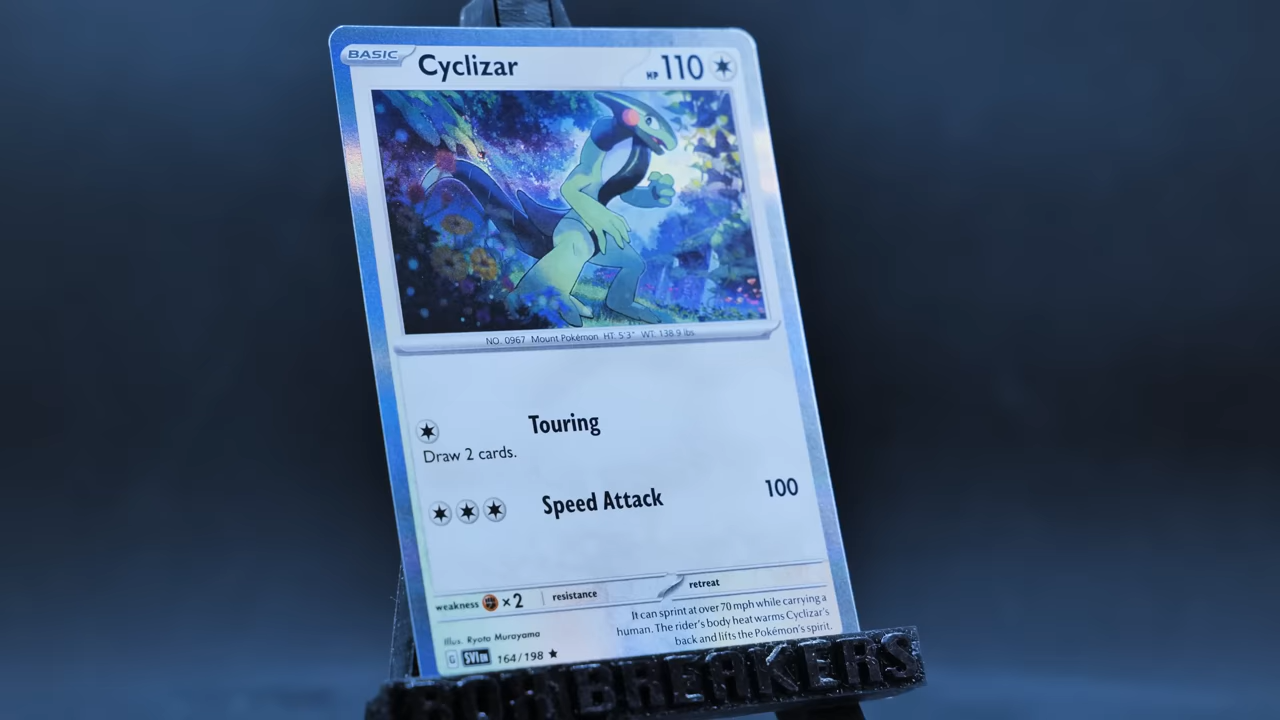 BASIC Cyclizar HP 110
NO. 0967 Mount Pokémon HT: 5'3" WT: 138.9 lbs
Touring
Draw 2 cards.
Speed Attack 100
weakness ×2 resistance retreat
It can sprint at over 70 mph while carrying a
human. The rider's body heat warms Cyclizar's
back and lifts the Pokémon's spirit.
Illus. Ryota Murayama
G SVI EN 164/198